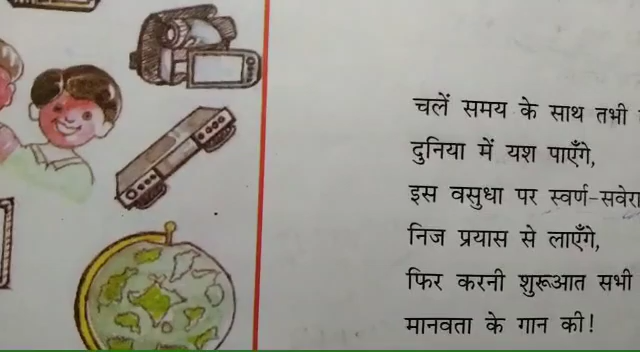 चलें समय के साथ तभी
दुनिया में यश पाएँगे,
इस वसुधा पर स्वर्ण-सवेरा
निज प्रयास से लाएँगे,
फिर करनी शुरूआत सभी
मानवता के गान की!